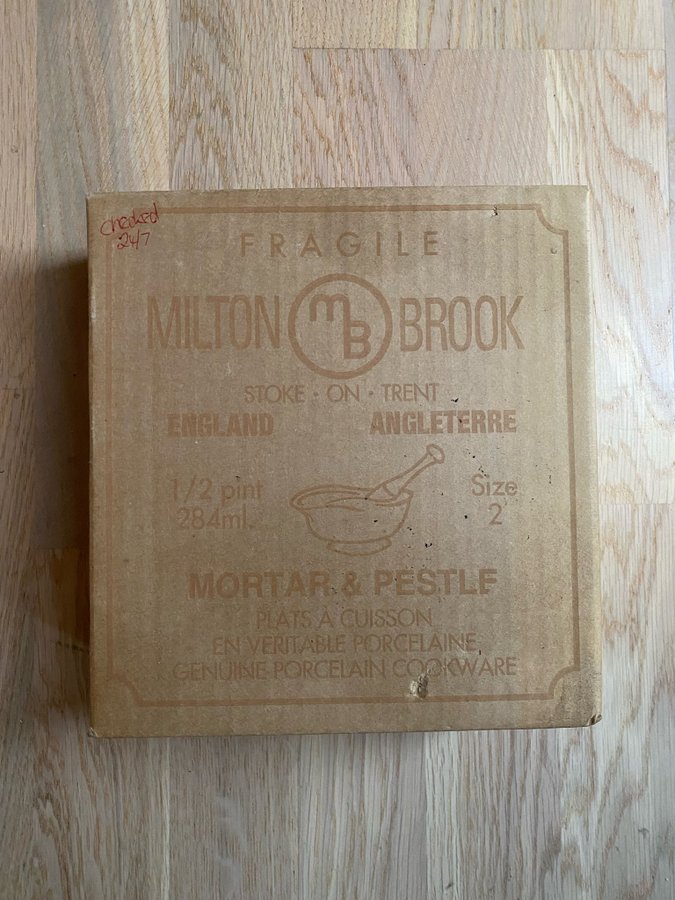 Checked
24/7
FRAGILE
MILTON mB BROOK
STOKE · ON · TRENT
ENGLAND ANGLETERRE
1/2 pint Size
284ml. 2
MORTAR & PESTLE
PLATS A CUISSON
EN VERITABLE PORCELAINE
GENUINE PORCELAIN COOKWARE